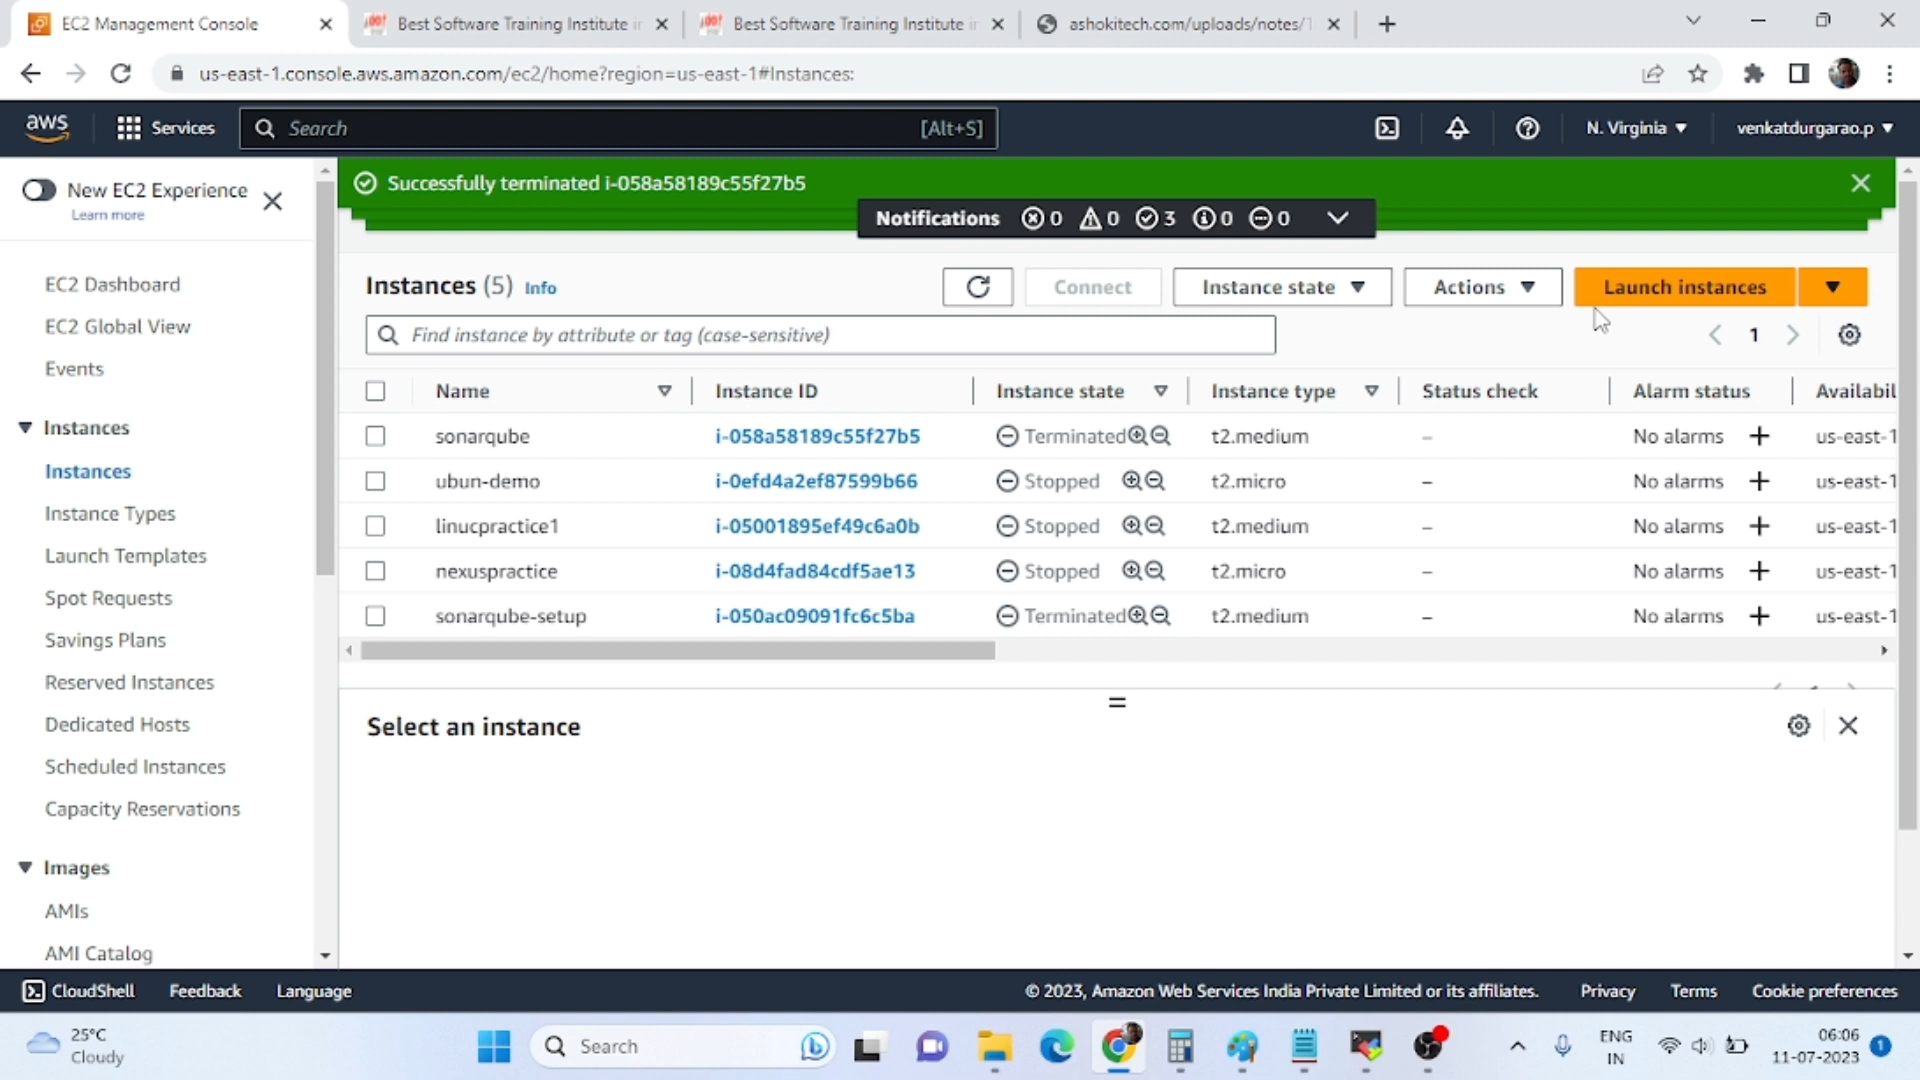 EC2 Management Console
Best Software Training Institute in
Best Software Training Institute in
ashokitech.com/uploads/notes/1
us-east-1.console.aws.amazon.com/ec2/home?region=us-east-1#Instances:
aws
Services
Search
[Alt+S]
N. Virginia
venkatdurgarao.p
New EC2 Experience
Learn more
EC2 Dashboard
EC2 Global View
Events
Instances
Instances
Instance Types
Launch Templates
Spot Requests
Savings Plans
Reserved Instances
Dedicated Hosts
Scheduled Instances
Capacity Reservations
Images
AMIs
AMI Catalog
Successfully terminated i-058a58189c55f27b5
Notifications 0 0 3 0 0
Instances (5) Info
Connect
Instance state
Actions
Launch instances
Find instance by attribute or tag (case-sensitive)
1
Name Instance ID Instance state Instance type Status check Alarm status Availabil
sonarqube i-058a58189c55f27b5 Terminated t2.medium – No alarms + us-east-1
ubun-demo i-0efd4a2ef87599b66 Stopped t2.micro – No alarms + us-east-1
linucpractice1 i-05001895ef49c6a0b Stopped t2.medium – No alarms + us-east-1
nexuspractice i-08d4fad84cdf5ae13 Stopped t2.micro – No alarms + us-east-1
sonarqube-setup i-050ac09091fc6c5ba Terminated t2.medium – No alarms + us-east-1
Select an instance
CloudShell
Feedback
Language
© 2023, Amazon Web Services India Private Limited or its affiliates.
Privacy
Terms
Cookie preferences
25°C
Cloudy
Search
ENG
IN
06:06
11-07-2023
1